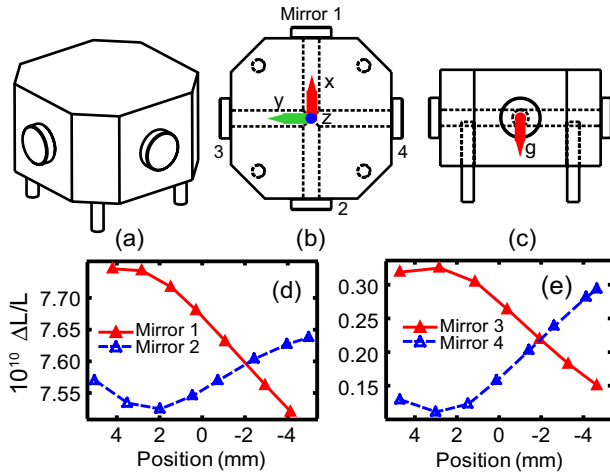 Mirror 1
x
y
z
3
4
2
g
(a)
(b)
(c)
10¹⁰ ΔL/L
7.70
7.65
7.60
7.55
(d)
Mirror 1
Mirror 2
4
2
0
-2
-4
Position (mm)
0.30
0.25
0.20
0.15
(e)
Mirror 3
Mirror 4
4
2
0
-2
-4
Position (mm)